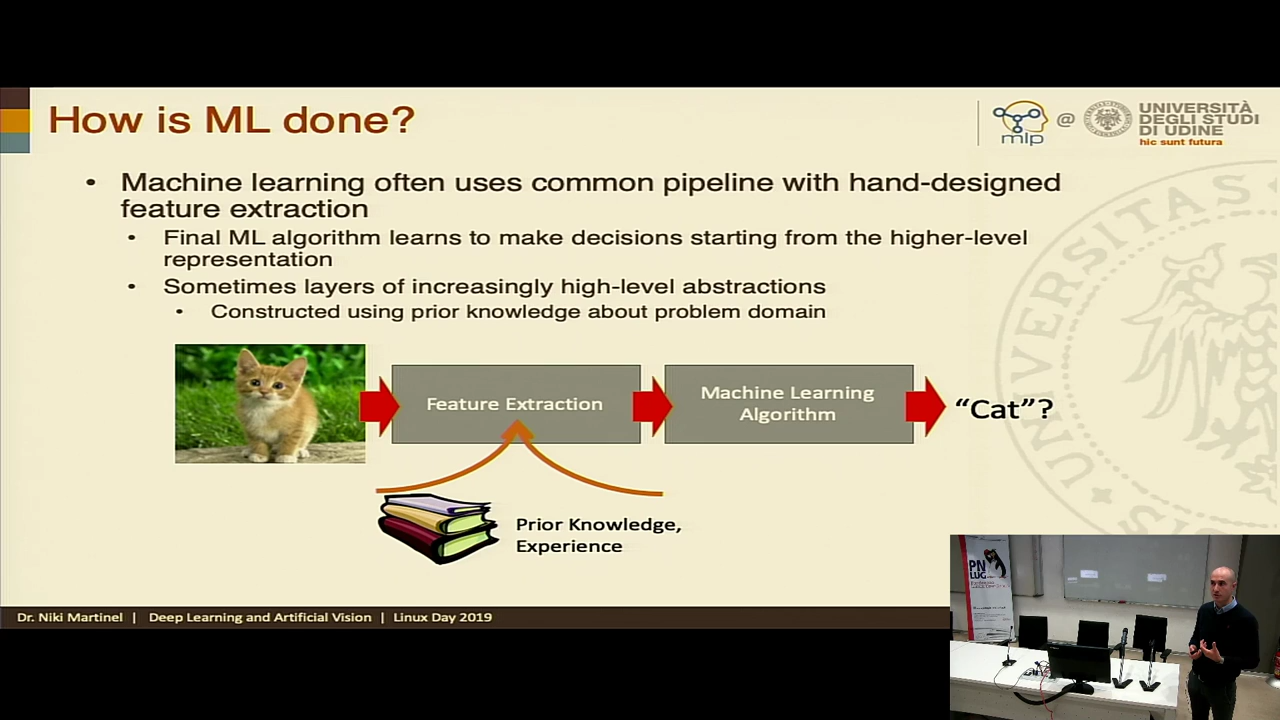 How is ML done?
mlp
@
UNIVERSITÀ
DEGLI STUDI
DI UDINE
hic sunt futura
• Machine learning often uses common pipeline with hand-designed
feature extraction
• Final ML algorithm learns to make decisions starting from the higher-level
representation
• Sometimes layers of increasingly high-level abstractions
• Constructed using prior knowledge about problem domain
Feature Extraction
Machine Learning
Algorithm
“Cat”?
Prior Knowledge,
Experience
UNIVERSITAS
PN
LUG
Dr. Niki Martinel | Deep Learning and Artificial Vision | Linux Day 2019